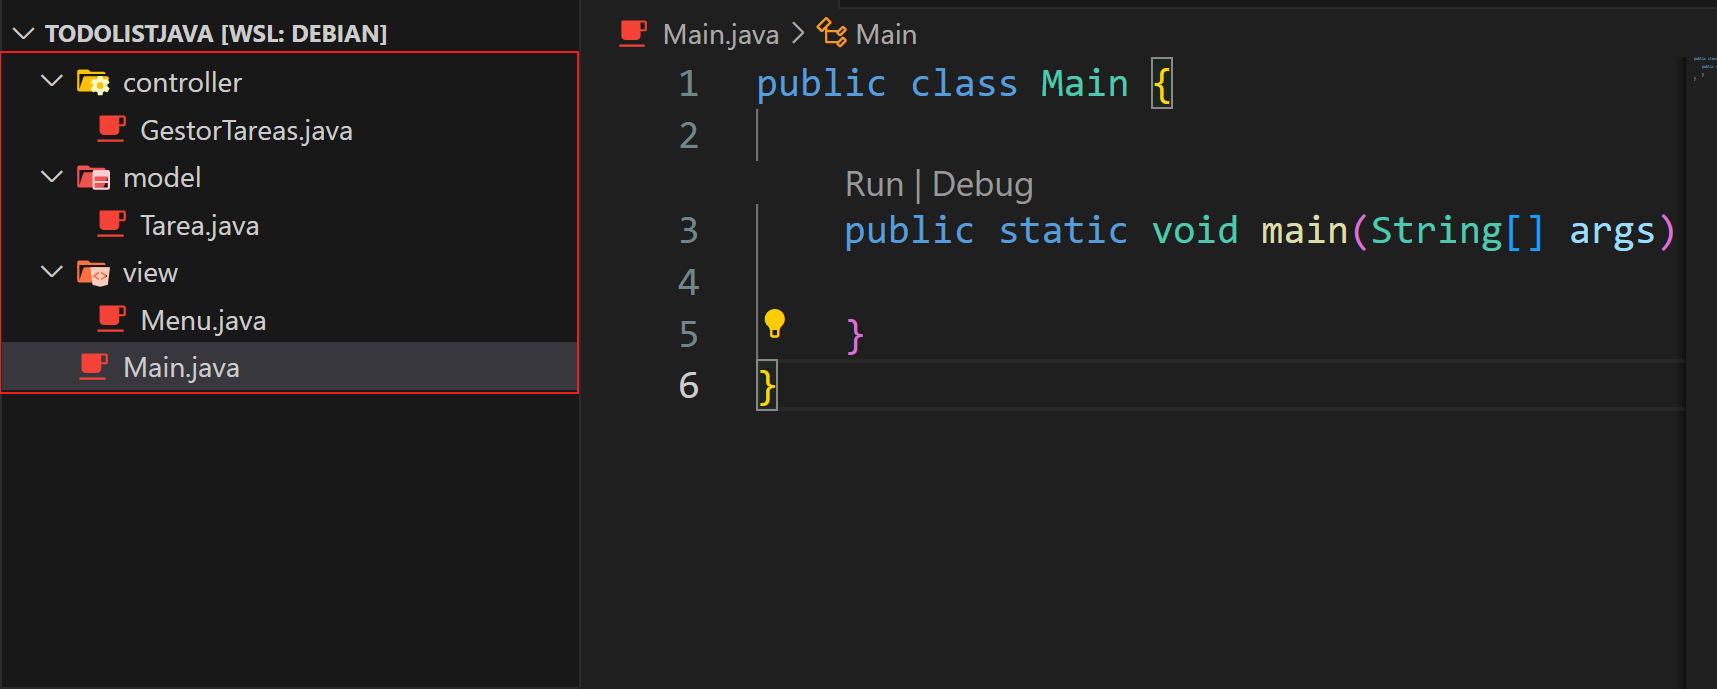 TODOLISTJAVA [WSL: DEBIAN]
controller
GestorTareas.java
model
Tarea.java
view
Menu.java
Main.java
Main.java > Main
1 public class Main {
2
Run | Debug
3 public static void main(String[] args)
4
5 }
6 }